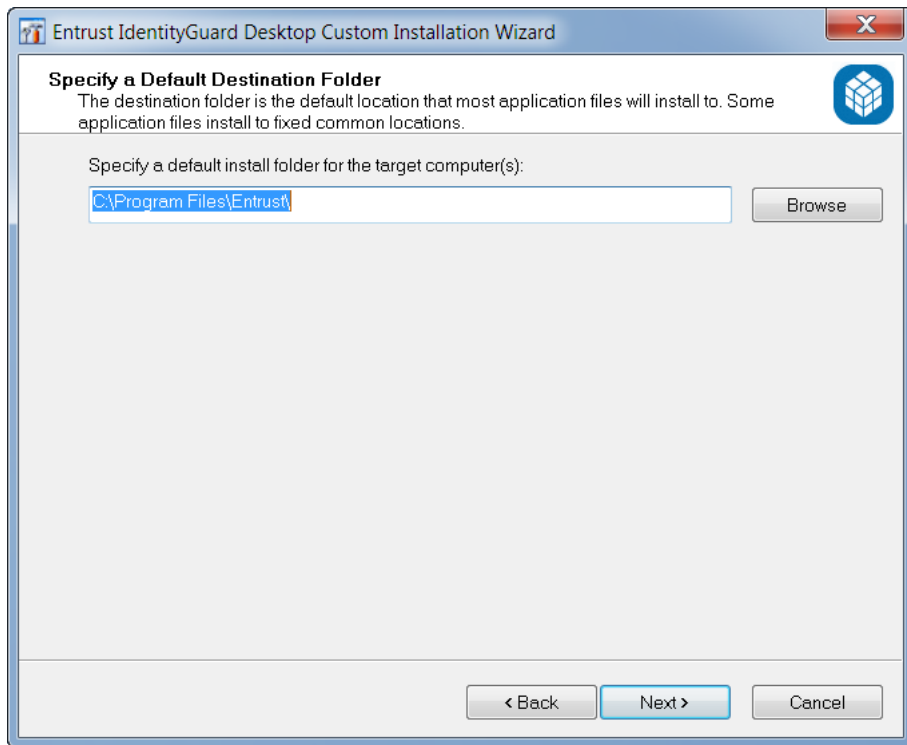 Entrust IdentityGuard Desktop Custom Installation Wizard
Specify a Default Destination Folder
The destination folder is the default location that most application files will install to. Some
application files install to fixed common locations.
Specify a default install folder for the target computer(s):
C:\Program Files\Entrust\
Browse
< Back
Next >
Cancel